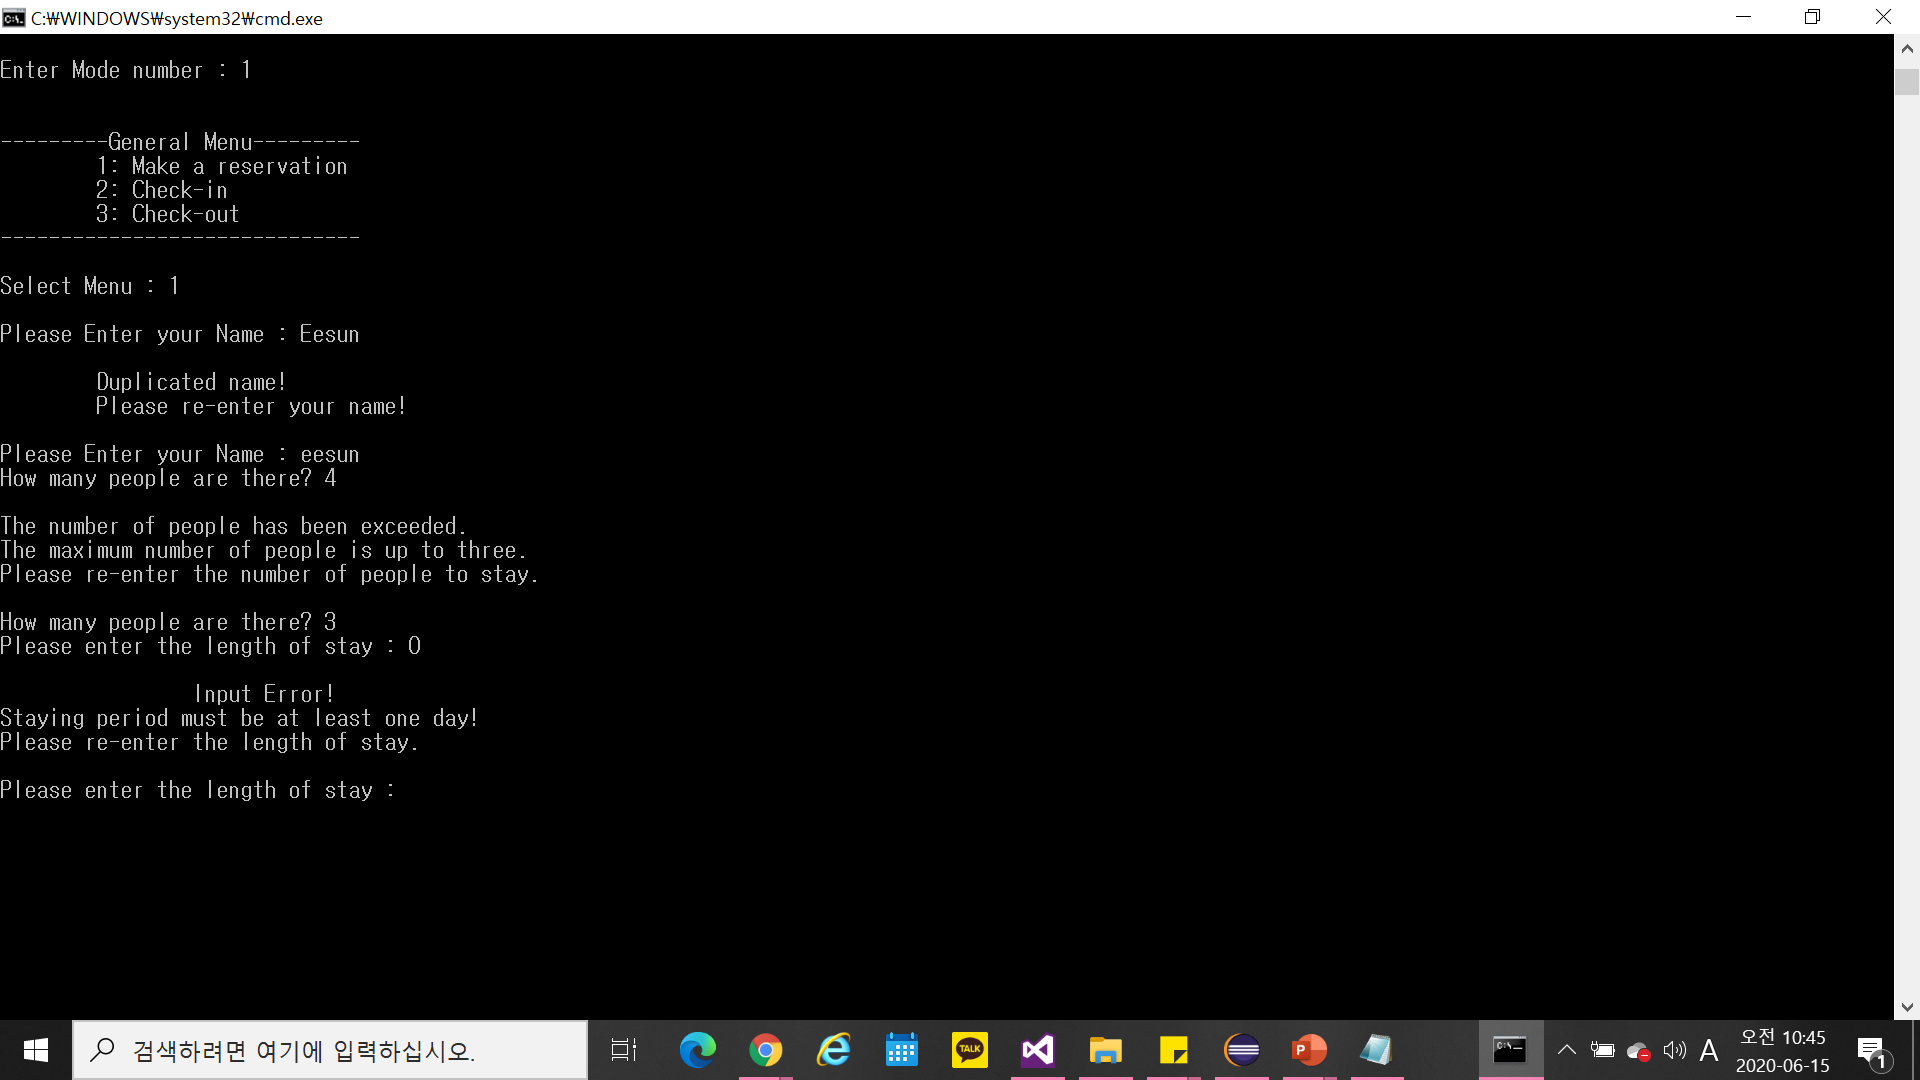 C:₩WINDOWS₩system32₩cmd.exe
Enter Mode number : 1
---------General Menu---------
1: Make a reservation
2: Check-in
3: Check-out
------------------------------
Select Menu : 1
Please Enter your Name : Eesun
Duplicated name!
Please re-enter your name!
Please Enter your Name : eesun
How many people are there? 4
The number of people has been exceeded.
The maximum number of people is up to three.
Please re-enter the number of people to stay.
How many people are there? 3
Please enter the length of stay : 0
Input Error!
Staying period must be at least one day!
Please re-enter the length of stay.
Please enter the length of stay :
검색하려면 여기에 입력하십시오.
TALK
P
A
오전 10:45
2020-06-15
1